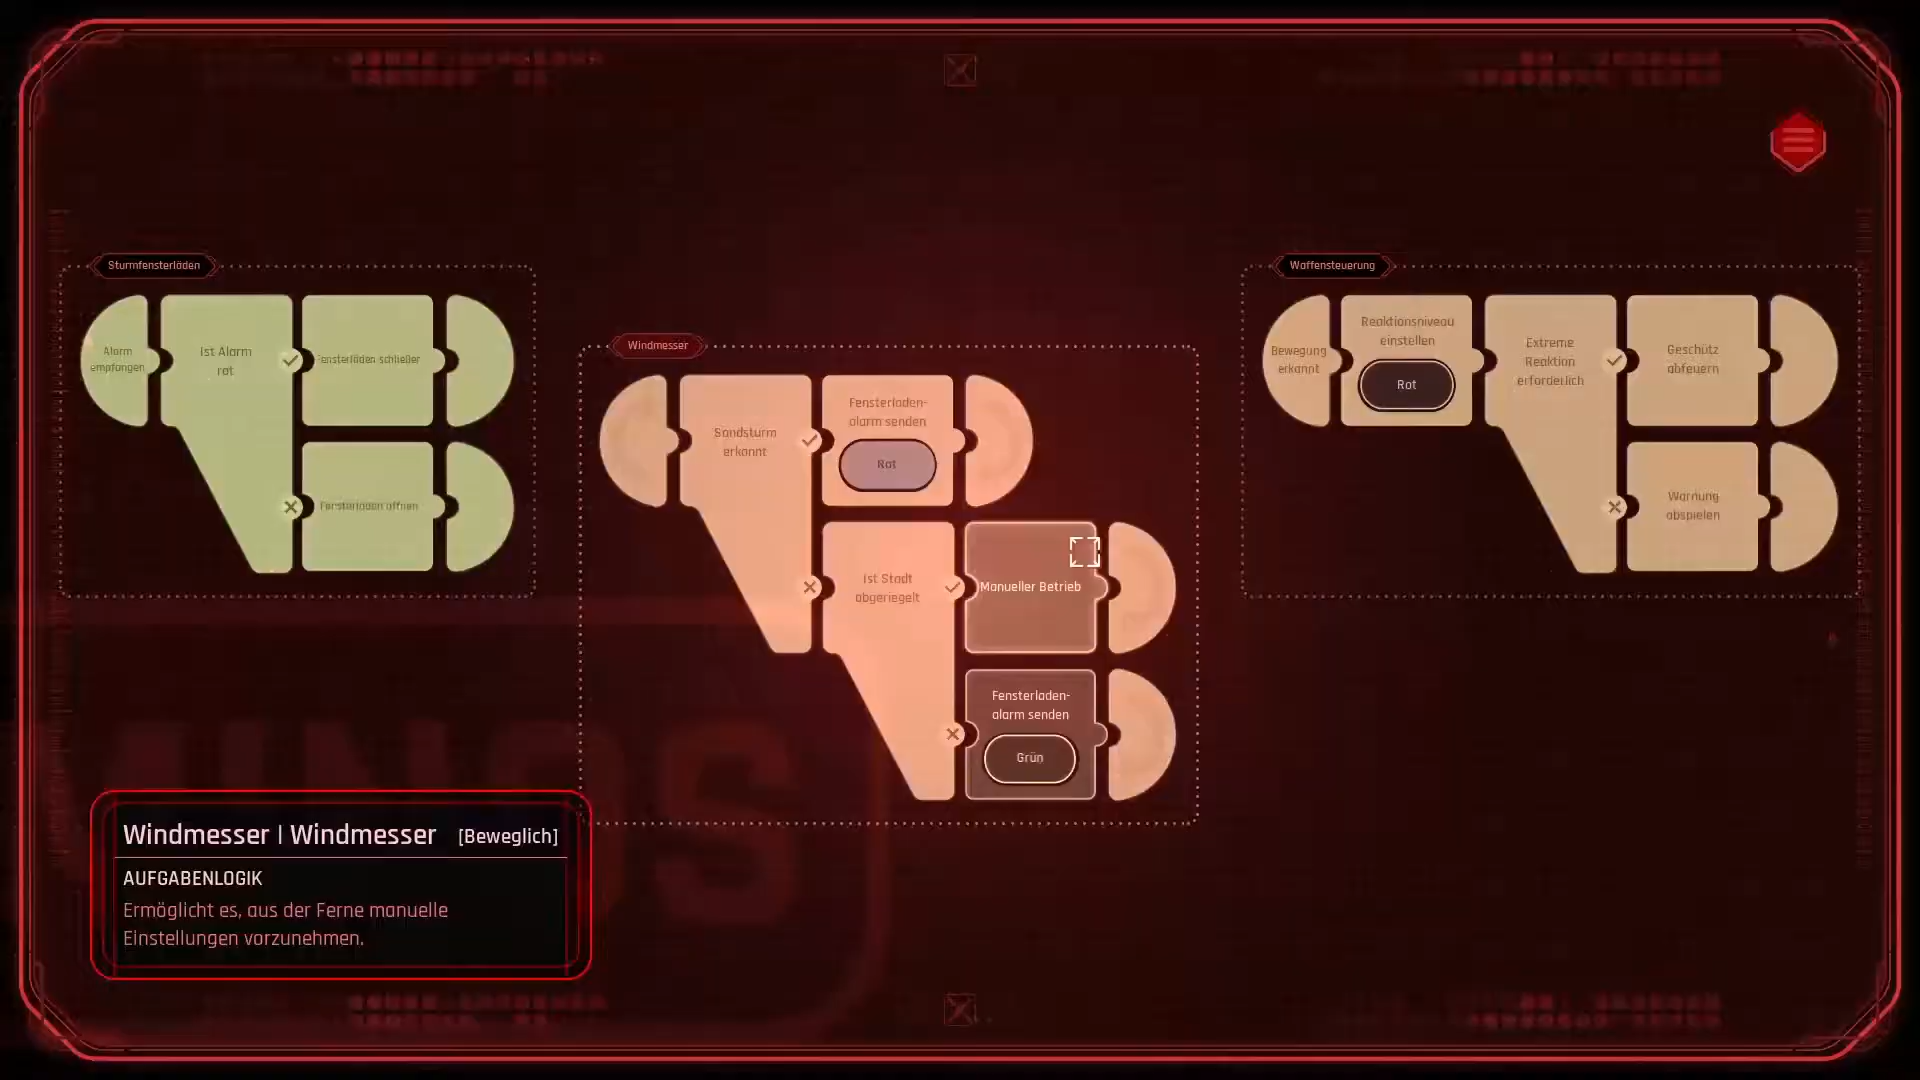 Sturmfensterläden
Alarm
empfangen
Ist Alarm
rot
Fensterläden schließen
Fensterläden öffnen
Windmesser
Sandsturm
erkannt
Fensterladen-
alarm senden
Rot
Ist Stadt
abgeriegelt
Manueller Betrieb
Fensterladen-
alarm senden
Grün
Waffensteuerung
Bewegung
erkannt
Reaktionsniveau
einstellen
Rot
Extreme
Reaktion
erforderlich
Geschütz
abfeuern
Warnung
abspielen
Windmesser | Windmesser [Beweglich]
AUFGABENLOGIK
Ermöglicht es, aus der Ferne manuelle
Einstellungen vorzunehmen.